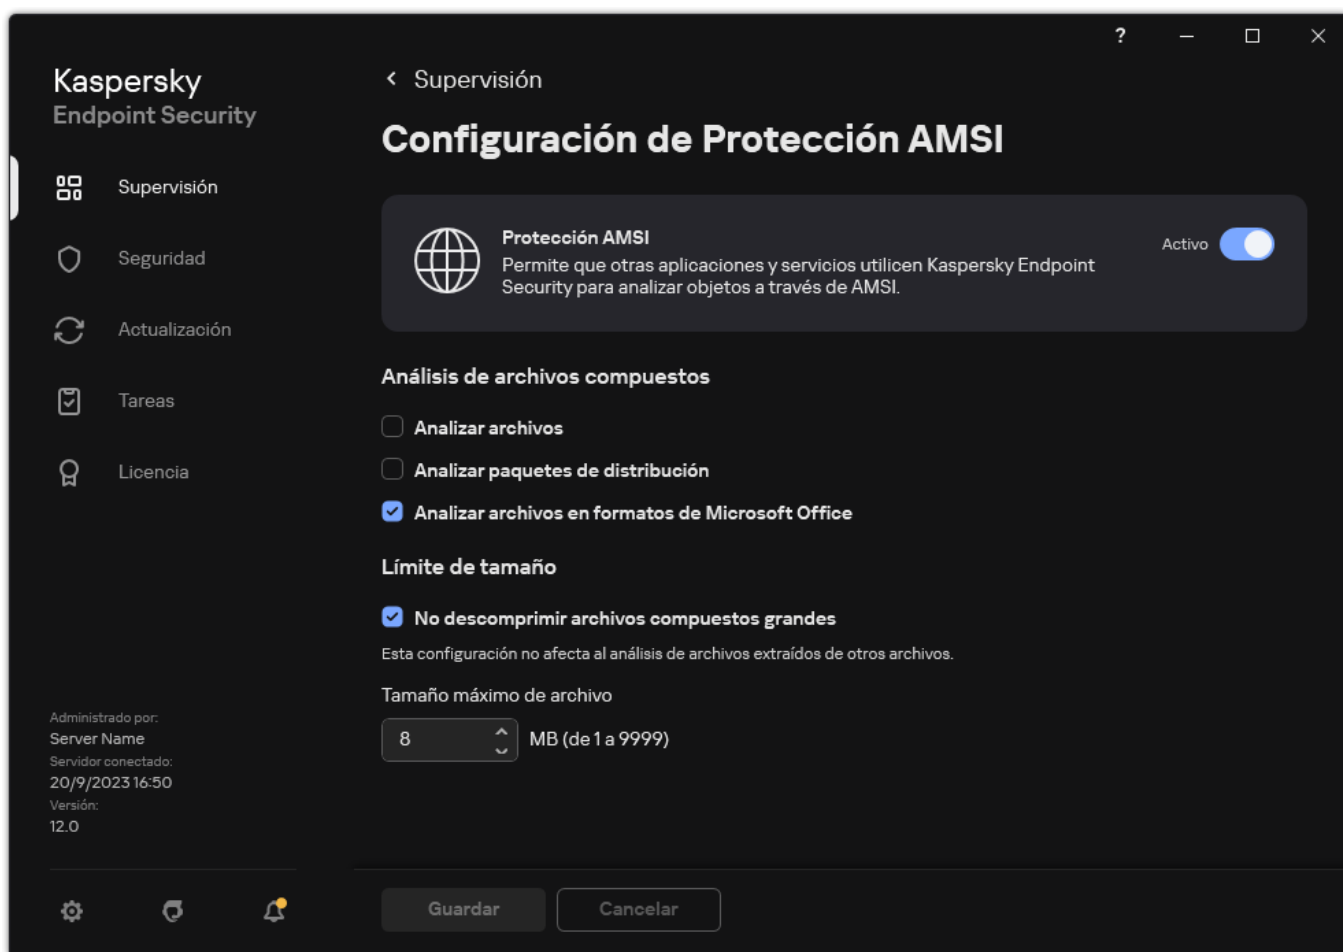 ?
Kaspersky
Endpoint Security
Supervisión
Seguridad
Actualización
Tareas
Licencia
Administrado por:
Server Name
Servidor conectado:
20/9/2023 16:50
Versión:
12.0
Supervisión
Configuración de Protección AMSI
Protección AMSI
Permite que otras aplicaciones y servicios utilicen Kaspersky Endpoint
Security para analizar objetos a través de AMSI.
Activo
Análisis de archivos compuestos
Analizar archivos
Analizar paquetes de distribución
Analizar archivos en formatos de Microsoft Office
Límite de tamaño
No descomprimir archivos compuestos grandes
Esta configuración no afecta al análisis de archivos extraídos de otros archivos.
Tamaño máximo de archivo
8 MB (de 1 a 9999)
Guardar Cancelar